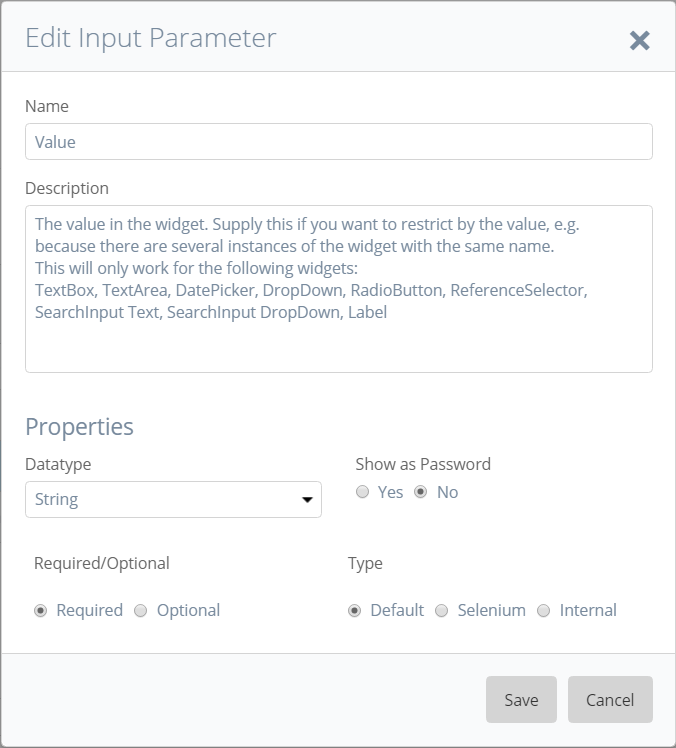 Edit Input Parameter
Name
Value
Description
The value in the widget. Supply this if you want to restrict by the value, e.g.
because there are several instances of the widget with the same name.
This will only work for the following widgets:
TextBox, TextArea, DatePicker, DropDown, RadioButton, ReferenceSelector,
SearchInput Text, SearchInput DropDown, Label
Properties
Datatype
Show as Password
String
Yes No
Required/Optional
Type
Required Optional
Default Selenium Internal
Save Cancel